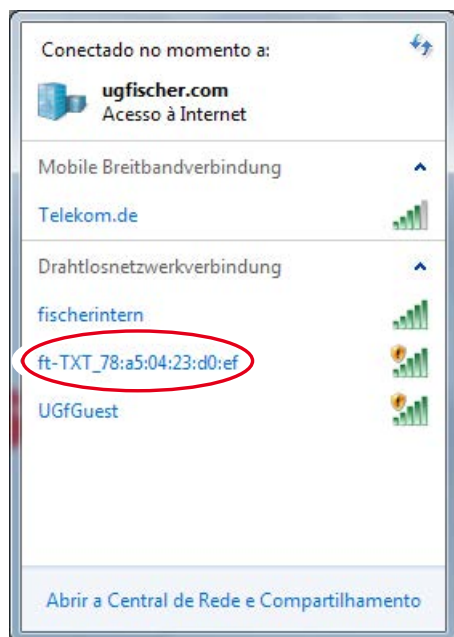 Conectado no momento a:
ugfischer.com
Acesso à Internet
Mobile Breitbandverbindung
Telekom.de
Drahtlosnetzwerkverbindung
fischerintern
ft-TXT_78:a5:04:23:d0:ef
UGfGuest
Abrir a Central de Rede e Compartilhamento